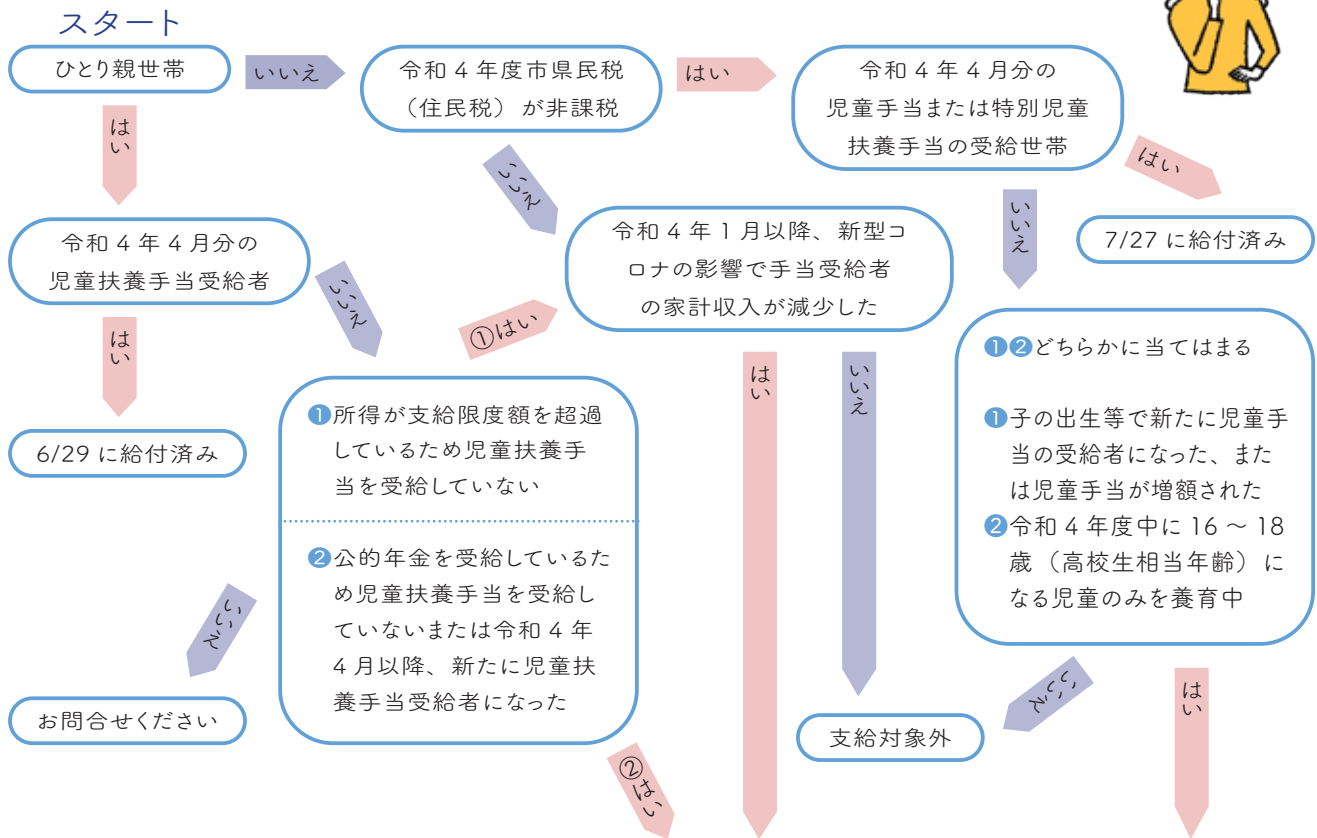 スタート
ひとり親世帯
いいえ
令和 4 年度市県民税
（住民税）が非課税
はい
令和 4 年 4 月分の
児童手当または特別児童
扶養手当の受給世帯
はい
いいえ
はい
いいえ
7/27 に給付済み
令和 4 年 4 月分の
児童扶養手当受給者
いいえ
①はい
令和 4 年 1 月以降、新型コ
ロナの影響で手当受給者
の家計収入が減少した
はい
6/29 に給付済み
❶所得が支給限度額を超過
しているため児童扶養手
当を受給していない
❷公的年金を受給しているた
め児童扶養手当を受給し
ていないまたは令和 4 年
4 月以降、新たに児童扶
養手当受給者になった
はい
いいえ
❶❷どちらかに当てはまる
❶子の出生等で新たに児童手
当の受給者になった、また
は児童手当が増額された
❷令和 4 年度中に 16 ～ 18
歳（高校生相当年齢）に
なる児童のみを養育中
いいえ
お問合せください
②はい
いいえ
支給対象外
はい